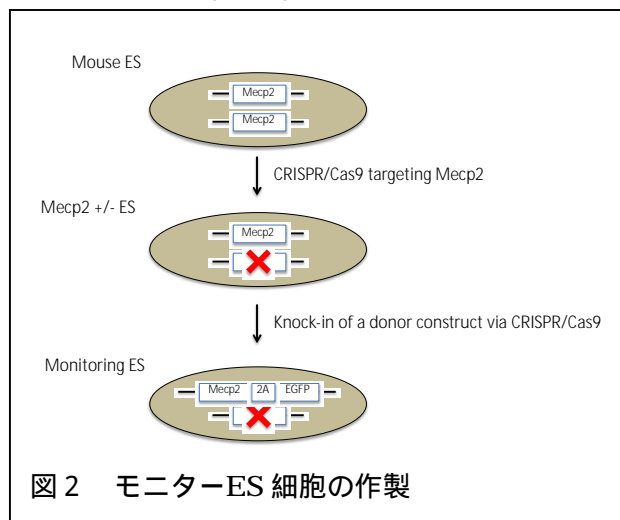 Mouse ES
Mecp2
Mecp2
CRISPR/Cas9 targeting Mecp2
Mecp2 +/- ES
Mecp2
Knock-in of a donor construct via CRISPR/Cas9
Monitoring ES
Mecp2 2A EGFP
図2 モニターES 細胞の作製